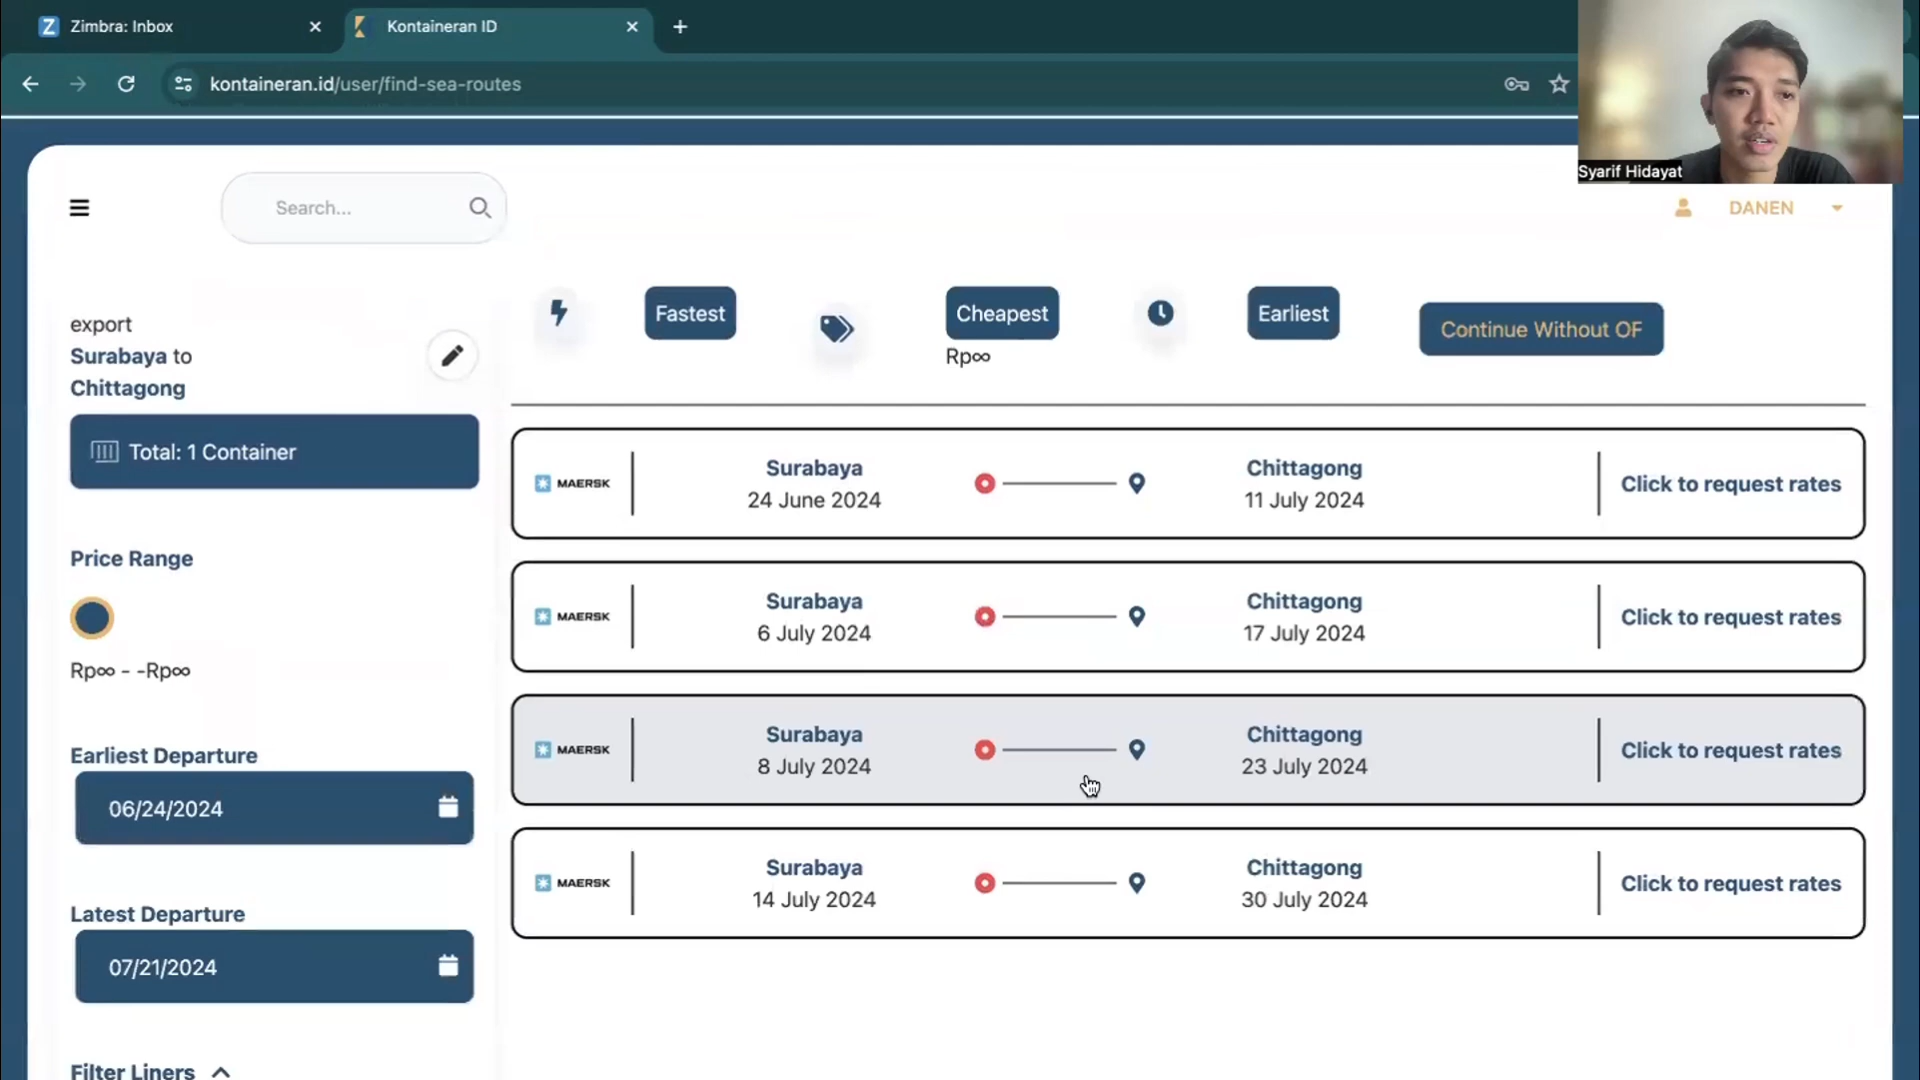 Zimbra: Inbox
Kontaineran ID
kontaineran.id/user/find-sea-routes
Syarif Hidayat
Search...
DANEN
export
Surabaya to
Chittagong
Total: 1 Container
Price Range
Rp∞ - -Rp∞
Earliest Departure
06/24/2024
Latest Departure
07/21/2024
Filter Liners
Fastest
Cheapest
Rp∞
Earliest
Continue Without OF
MAERSK
Surabaya
24 June 2024
Chittagong
11 July 2024
Click to request rates
MAERSK
Surabaya
6 July 2024
Chittagong
17 July 2024
Click to request rates
MAERSK
Surabaya
8 July 2024
Chittagong
23 July 2024
Click to request rates
MAERSK
Surabaya
14 July 2024
Chittagong
30 July 2024
Click to request rates